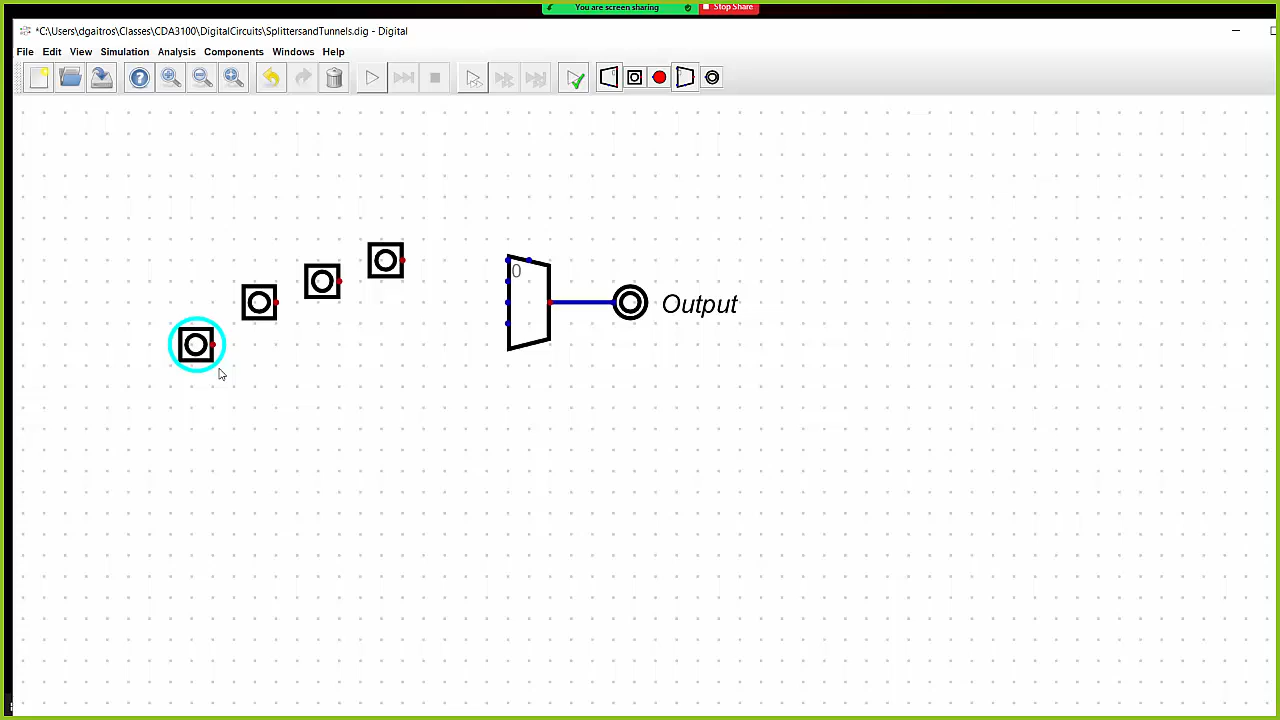 You are screen sharing
Stop Share
*C:\Users\dgaitros\Classes\CDA3100\DigitalCircuits\SplittersandTunnels.dig - Digital
File Edit View Simulation Analysis Components Windows Help
0
Output